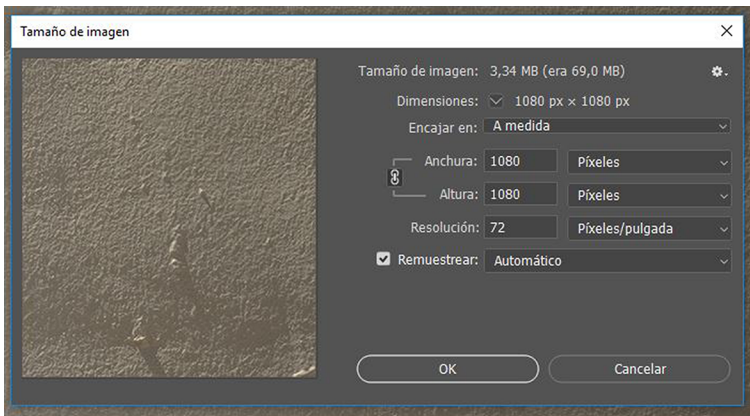 Tamaño de imagen
Tamaño de imagen: 3,34 MB (era 69,0 MB)
Dimensiones: 1080 px × 1080 px
Encajar en: A medida
Anchura: 1080 Píxeles
Altura: 1080 Píxeles
Resolución: 72 Píxeles/pulgada
Remuestrear: Automático
OK Cancelar